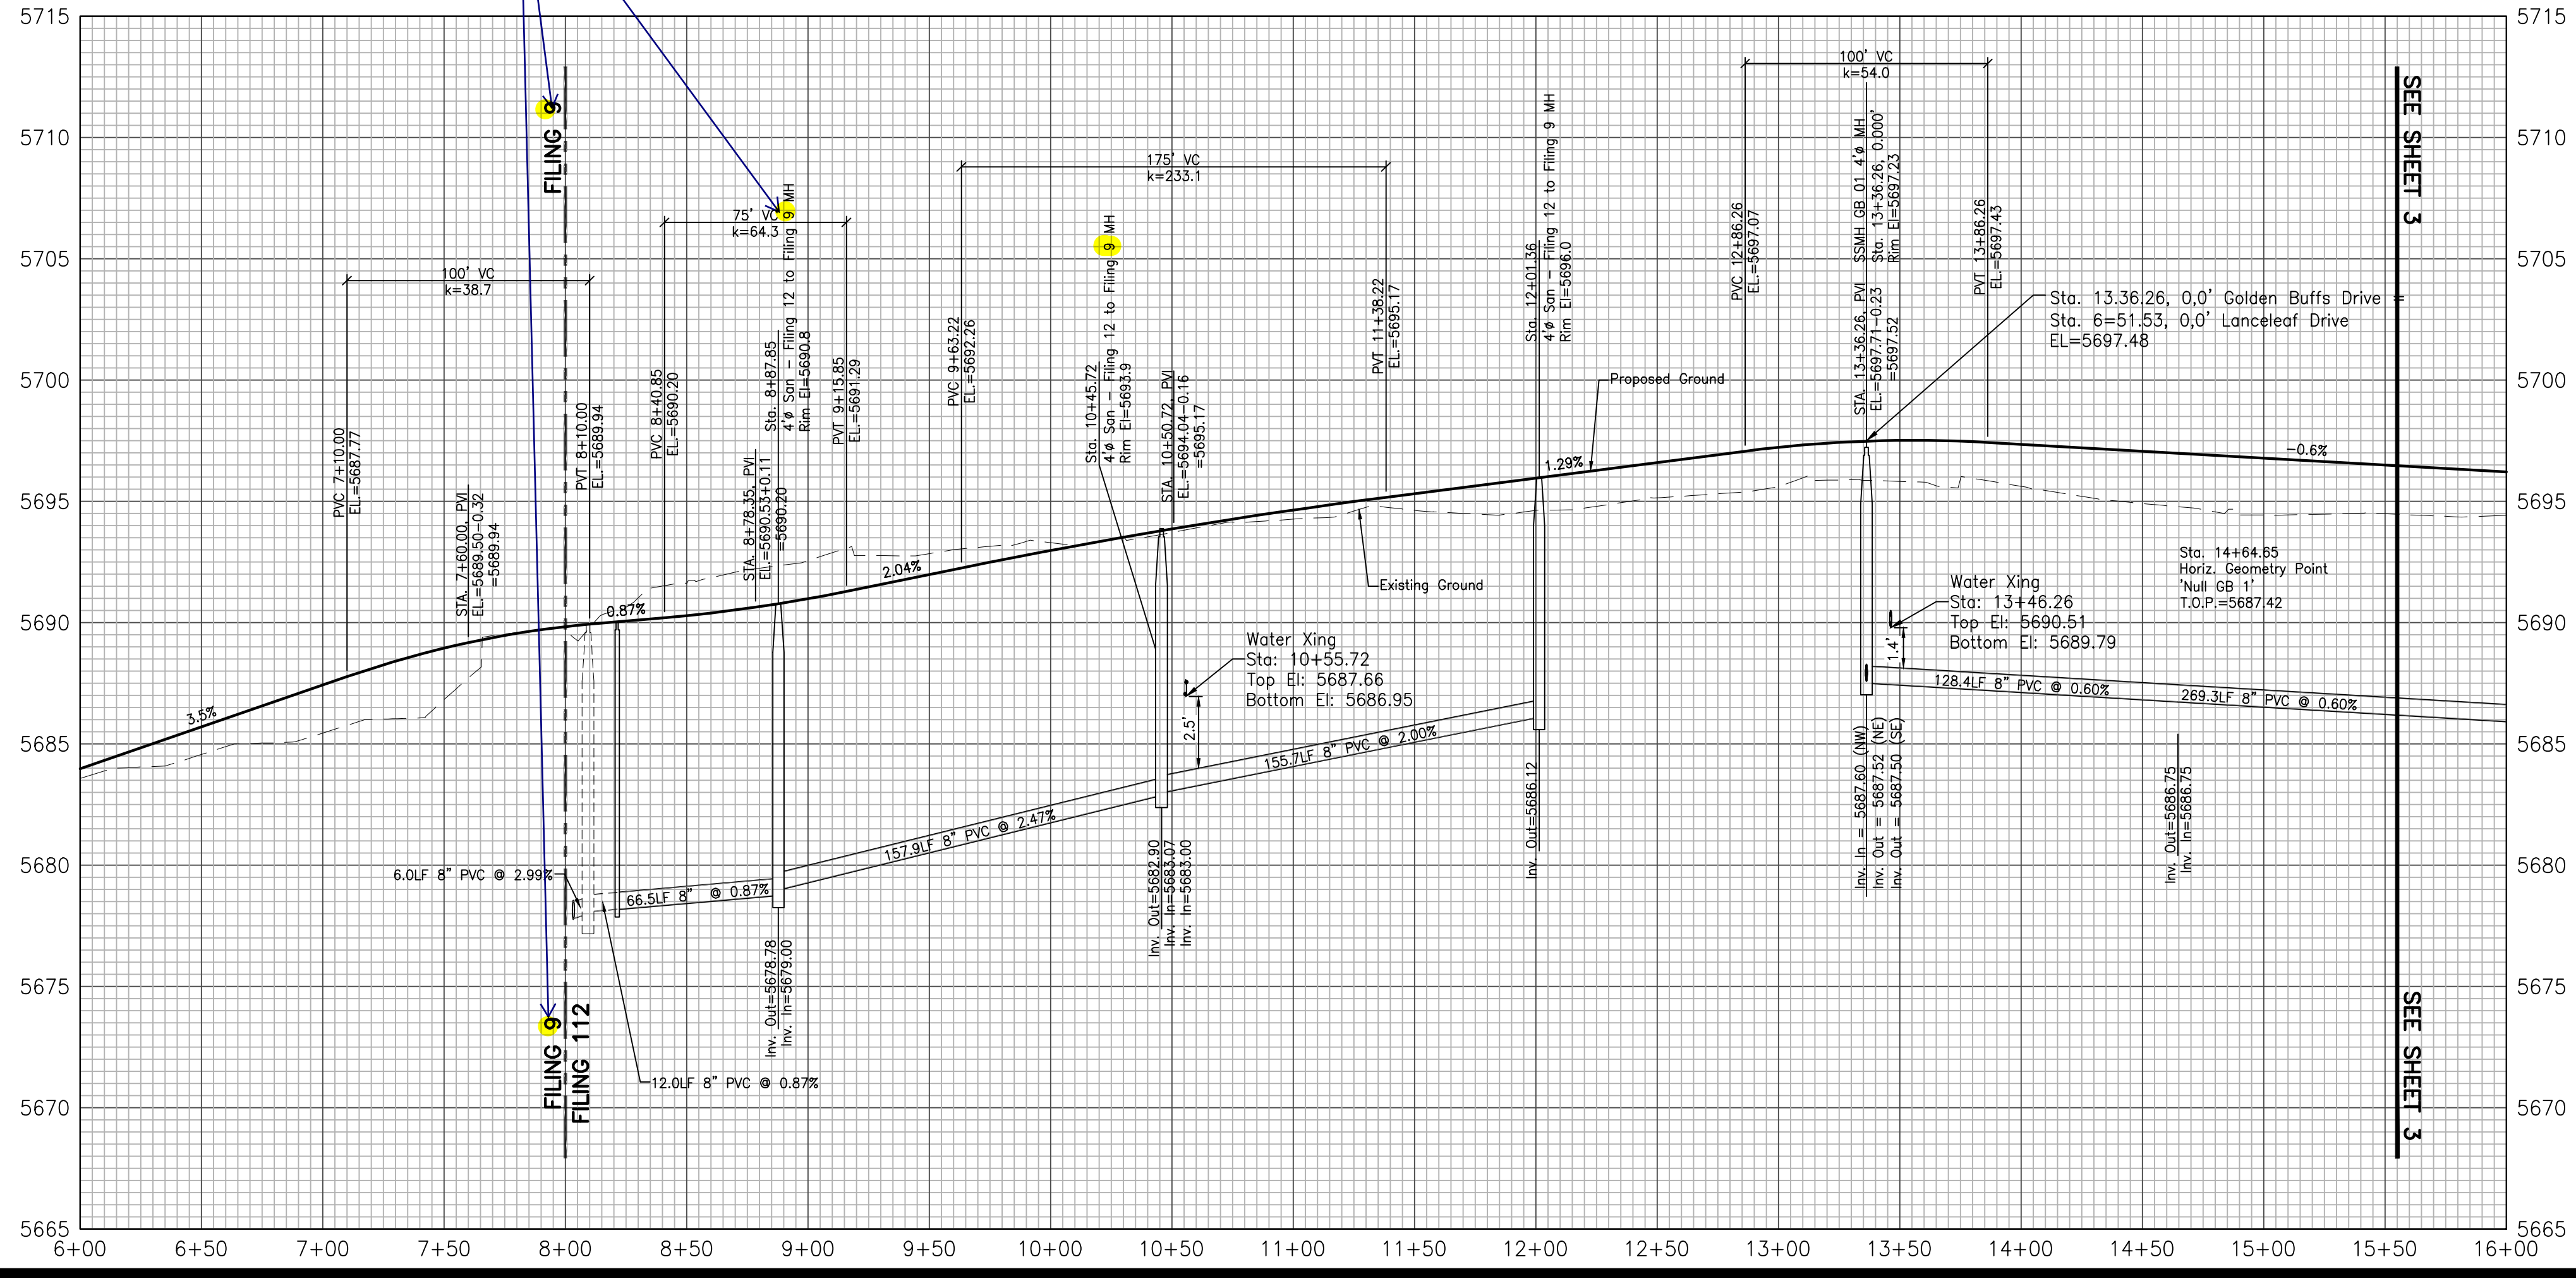 5715
5710
5705
5700
5695
5690
5685
5680
5675
5670
5665
5715
5710
5705
5700
5695
5690
5685
5680
5675
5670
5665
6+00
6+50
7+00
7+50
8+00
8+50
9+00
9+50
10+00
10+50
11+00
11+50
12+00
12+50
13+00
13+50
14+00
14+50
15+00
15+50
16+00
FILING 9
FILING 9
FILING 112
SEE SHEET 3
SEE SHEET 3
100' VC
k=38.7
PVC 7+10.00
EL.=5687.77
STA. 7+60.00, PVI
EL.=5689.50-0.32
=5689.94
PVT 8+10.00
EL.=5689.94
75' VC
k=64.3
PVC 8+40.85
EL.=5690.20
STA. 8+78.35, PVI
EL.=5690.53+0.11
=5690.20
Sta. 8+87.85
4'ø San - Filing 12 to Filing 9 MH
Rim El=5690.8
PVT 9+15.85
EL.=5691.29
175' VC
k=233.1
PVC 9+63.22
EL.=5692.26
Sta. 10+45.72
4'ø San - Filing 12 to Filing 9 MH
Rim El=5693.9
STA. 10+50.72, PVI
EL.=5694.04-0.16
=5695.17
PVT 11+38.22
EL.=5695.17
Sta. 12+01.36
4'ø San - Filing 12 to Filing 9 MH
Rim El=5696.0
100' VC
k=54.0
PVC 12+86.26
EL.=5697.07
STA. 13+36.26, PVI
EL.=5697.71-0.23
=5697.52
SSMH GB 01 4'ø MH
Sta. 13+36.26, 0.000'
Rim El=5697.23
PVT 13+86.26
EL.=5697.43
Sta. 13.36.26, 0,0' Golden Buffs Drive =
Sta. 6=51.53, 0,0' Lanceleaf Drive
EL=5697.48
Proposed Ground
Existing Ground
3.5%
0.87%
2.04%
1.29%
-0.6%
Water Xing
Sta: 10+55.72
Top El: 5687.66
Bottom El: 5686.95
2.5'
Water Xing
Sta: 13+46.26
Top El: 5690.51
Bottom El: 5689.79
1.4'
Sta. 14+64.65
Horiz. Geometry Point
'Null GB 1'
T.O.P.=5687.42
6.0LF 8" PVC @ 2.99%
66.5LF 8" @ 0.87%
12.0LF 8" PVC @ 0.87%
157.9LF 8" PVC @ 2.47%
155.7LF 8" PVC @ 2.00%
128.4LF 8" PVC @ 0.60%
269.3LF 8" PVC @ 0.60%
Inv. Out=5678.78
Inv. In=5679.00
Inv. Out=5682.90
Inv. In=5683.07
Inv. In=5683.00
Inv. Out=5686.12
Inv. In = 5687.60 (NW)
Inv. Out = 5687.52 (NE)
Inv. Out = 5687.50 (SE)
Inv. Out=5686.75
Inv. In=5686.75